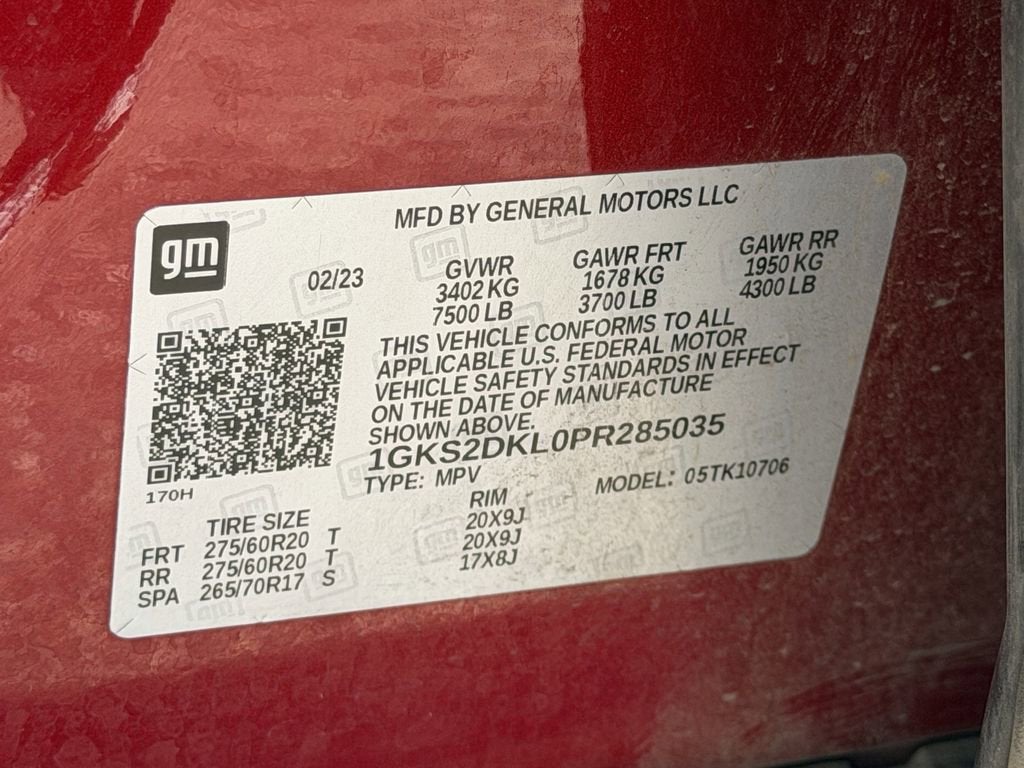 MFD BY GENERAL MOTORS LLC
gm
02/23
GVWR GAWR FRT GAWR RR
3402 KG 1678 KG 1950 KG
7500 LB 3700 LB 4300 LB
THIS VEHICLE CONFORMS TO ALL
APPLICABLE U.S. FEDERAL MOTOR
VEHICLE SAFETY STANDARDS IN EFFECT
ON THE DATE OF MANUFACTURE
SHOWN ABOVE.
1GKS2DKL0PR285035
TYPE: MPV MODEL: 05TK10706
170H
TIRE SIZE RIM
FRT 275/60R20 T 20X9J
RR 275/60R20 T 20X9J
SPA 265/70R17 S 17X8J